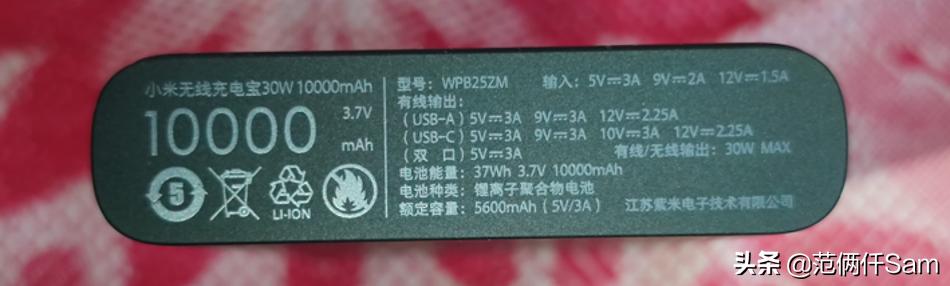 小米无线充电宝30W 10000mAh
10000 3.7V mAh
5
LI-ION
型号：WPB25ZM 输入：5V⎓3A 9V⎓2A 12V⎓1.5A
有线输出：
（USB-A）5V⎓3A 9V⎓3A 12V⎓2.25A
（USB-C）5V⎓3A 9V⎓3A 10V⎓3A 12V⎓2.25A
（双 口）5V⎓3A 有线/无线输出：30W MAX
电池能量：37Wh 3.7V 10000mAh
电池种类：锂离子聚合物电池
额定容量：5600mAh（5V/3A） 江苏紫米电子技术有限公司
头条 @范俩仟Sam